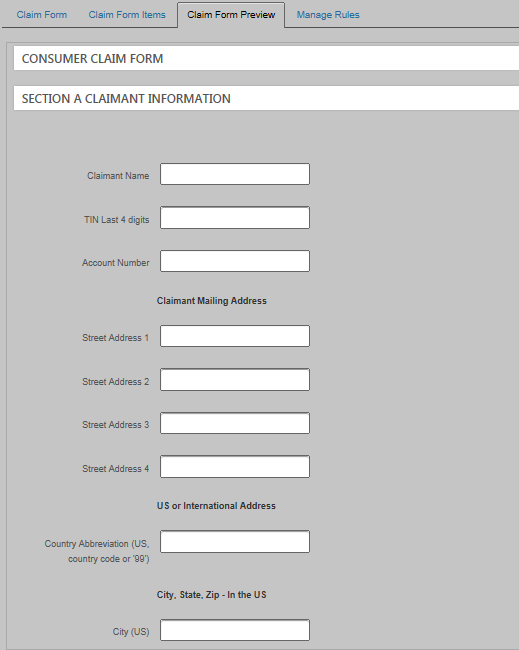 Claim Form Claim Form Items Claim Form Preview Manage Rules
CONSUMER CLAIM FORM
SECTION A CLAIMANT INFORMATION
Claimant Name
TIN Last 4 digits
Account Number
Claimant Mailing Address
Street Address 1
Street Address 2
Street Address 3
Street Address 4
US or International Address
Country Abbreviation (US,
country code or '99')
City, State, Zip - In the US
City (US)